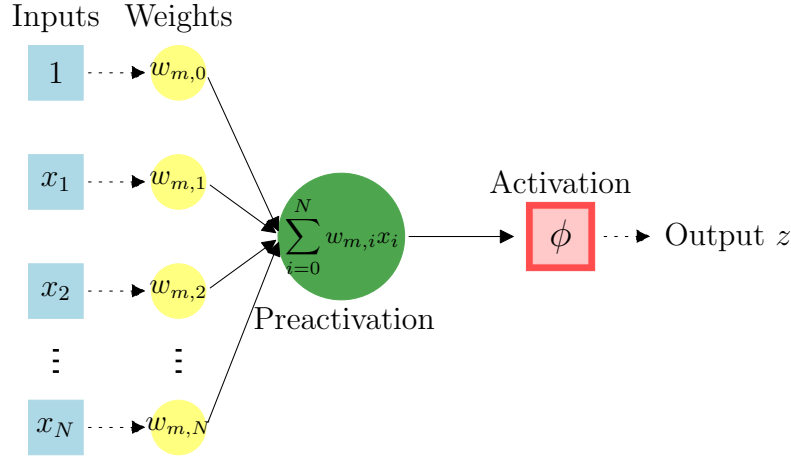 Inputs Weights
1 w_{m,0}
x_1 w_{m,1}
Activation
\sum_{i=0}^{N} w_{m,i} x_i
ϕ
Output z
x_2 w_{m,2}
Preactivation
⋮ ⋮
x_N w_{m,N}